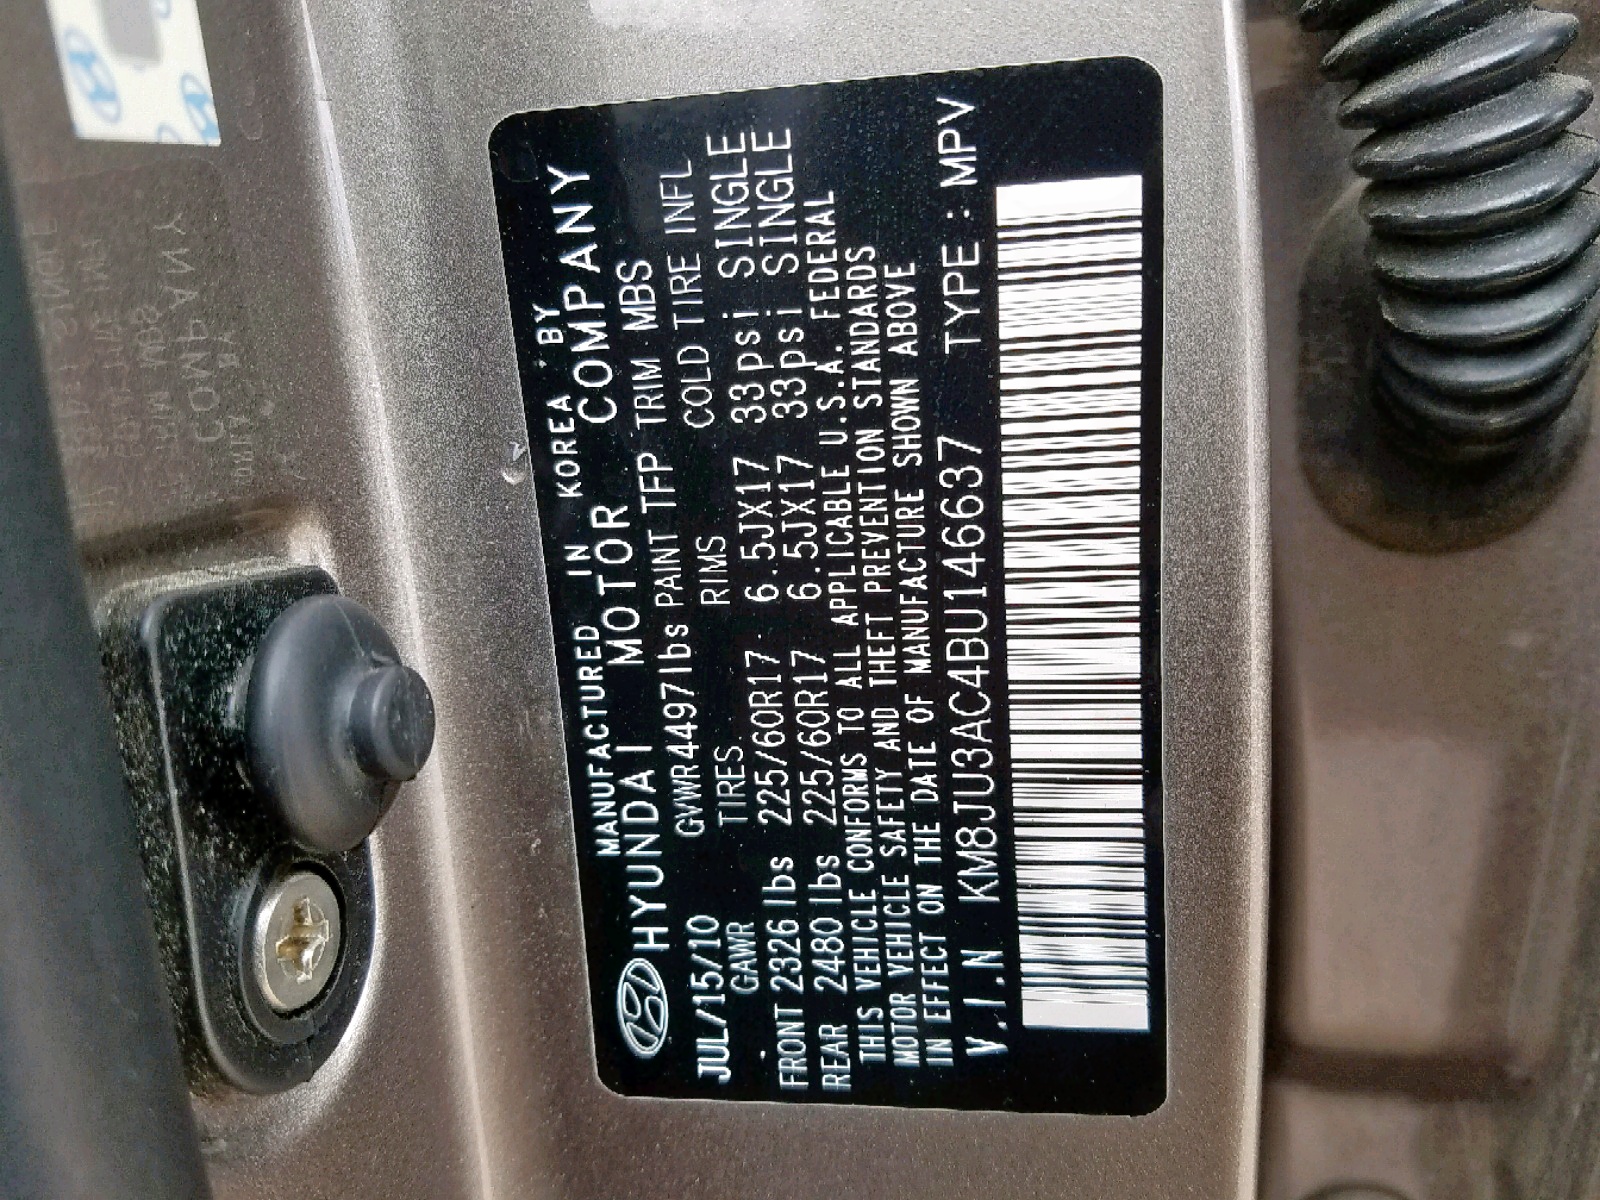 MANUFACTURED IN KOREA BY
HYUNDAI MOTOR COMPANY
JUL/15/10 GVWR4497lbs PAINT TFP TRIM MBS
GAWR TIRES RIMS COLD TIRE INFL
FRONT 2326 lbs 225/60R17 6.5JX17 33psi SINGLE
REAR 2480 lbs 225/60R17 6.5JX17 33psi SINGLE
THIS VEHICLE CONFORMS TO ALL APPLICABLE U.S.A. FEDERAL
MOTOR VEHICLE SAFETY AND THEFT PREVENTION STANDARDS
IN EFFECT ON THE DATE OF MANUFACTURE SHOWN ABOVE
V.I.N KM8JU3AC4BU146637 TYPE : MPV